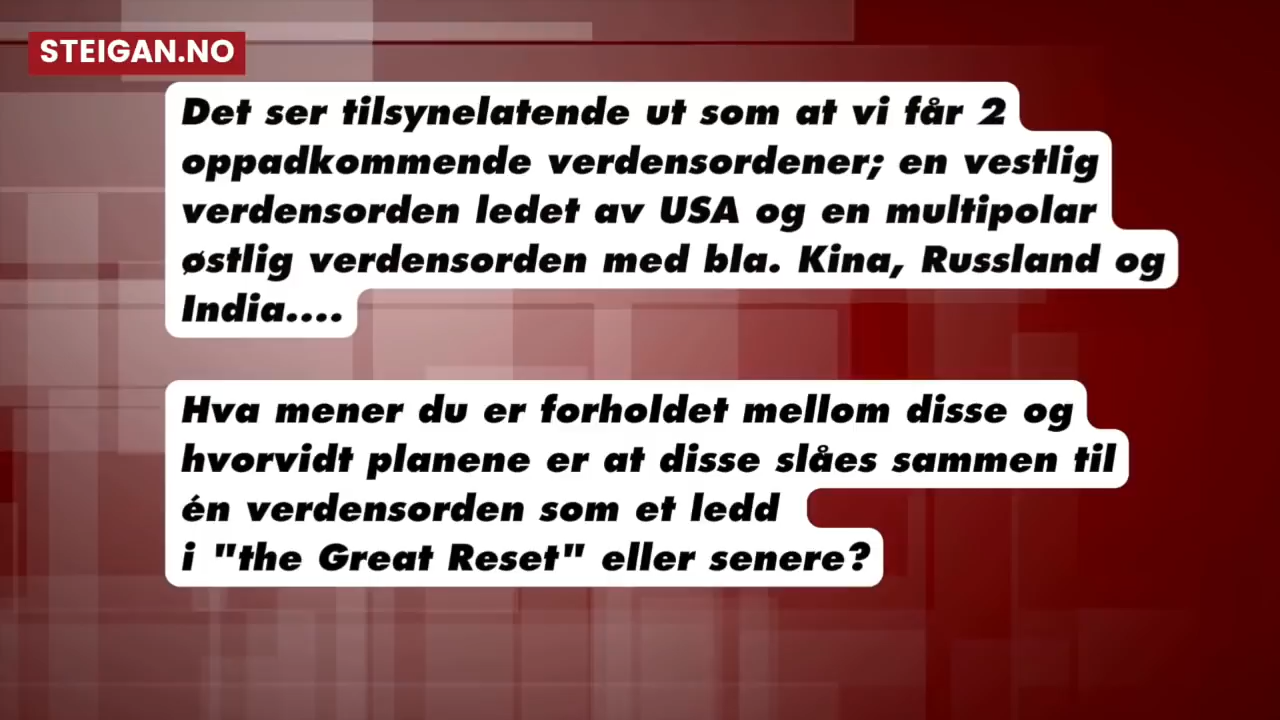 STEIGAN.NO
Det ser tilsynelatende ut som at vi får 2
oppadkommende verdensordener; en vestlig
verdensorden ledet av USA og en multipolar
østlig verdensorden med bla. Kina, Russland og
India....
Hva mener du er forholdet mellom disse og
hvorvidt planene er at disse slåes sammen til
én verdensorden som et ledd
i "the Great Reset" eller senere?